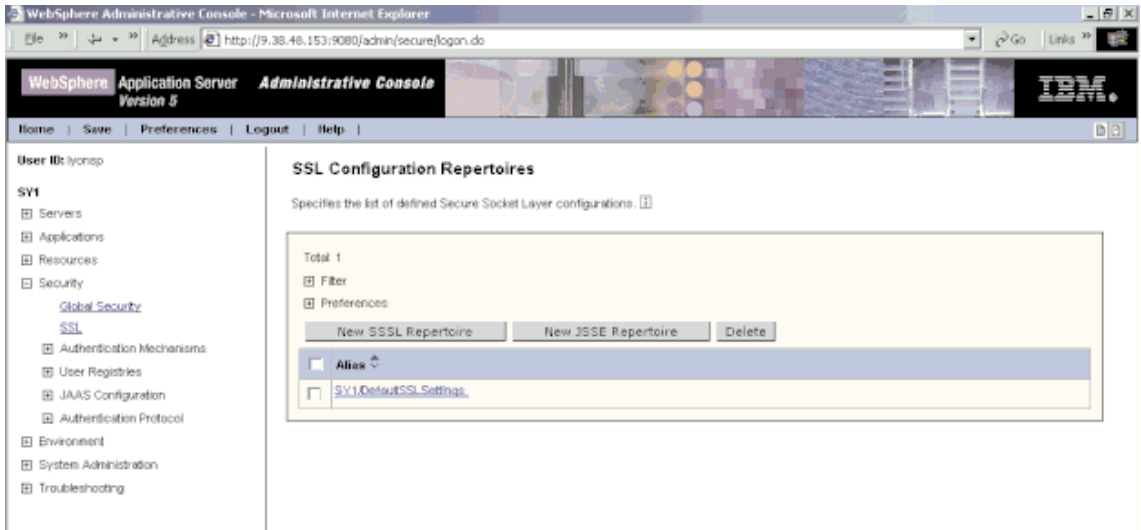 WebSphere Administrative Console - Microsoft Internet Explorer
File » Address http://9.38.48.153:9080/admin/secure/logon.do Go Links »
WebSphere Application Server Administrative Console
Version 5
IBM.
Home | Save | Preferences | Logout | Help |
User ID: lyonsp
SY1
Servers
Applications
Resources
Security
Global Security
SSL
Authentication Mechanisms
User Registries
JAAS Configuration
Authentication Protocol
Environment
System Administration
Troubleshooting
SSL Configuration Repertoires
Specifies the list of defined Secure Socket Layer configurations.
Total: 1
Filter
Preferences
New SSSL Repertoire New JSSE Repertoire Delete
Alias
SY1/DefaultSSLSettings